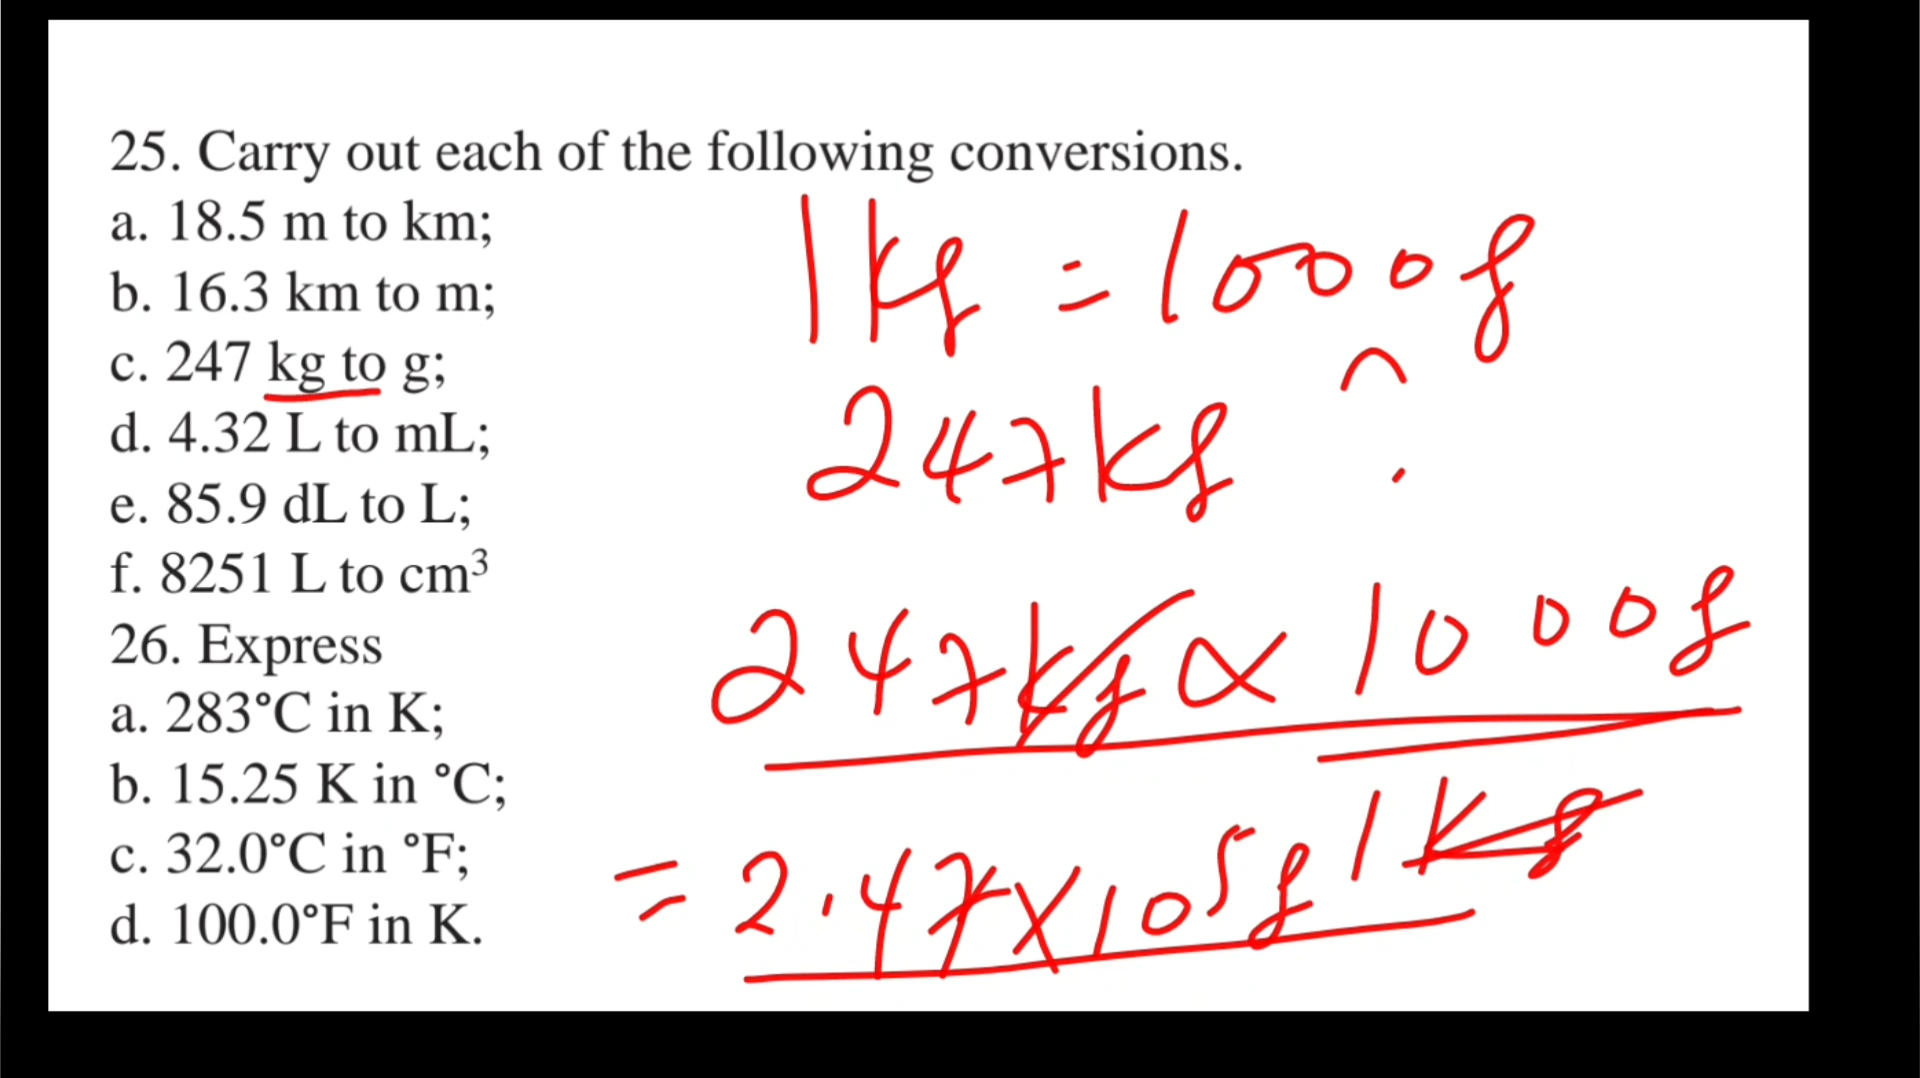 25. Carry out each of the following conversions.
a. 18.5 m to km;
b. 16.3 km to m;
c. 247 kg to g;
d. 4.32 L to mL;
e. 85.9 dL to L;
f. 8251 L to cm³
26. Express
a. 283°C in K;
b. 15.25 K in °C;
c. 32.0°C in °F;
d. 100.0°F in K.
1kg = 1000g
247kg ?
247kg x 1000g
1kg
= 2.47x10⁵g